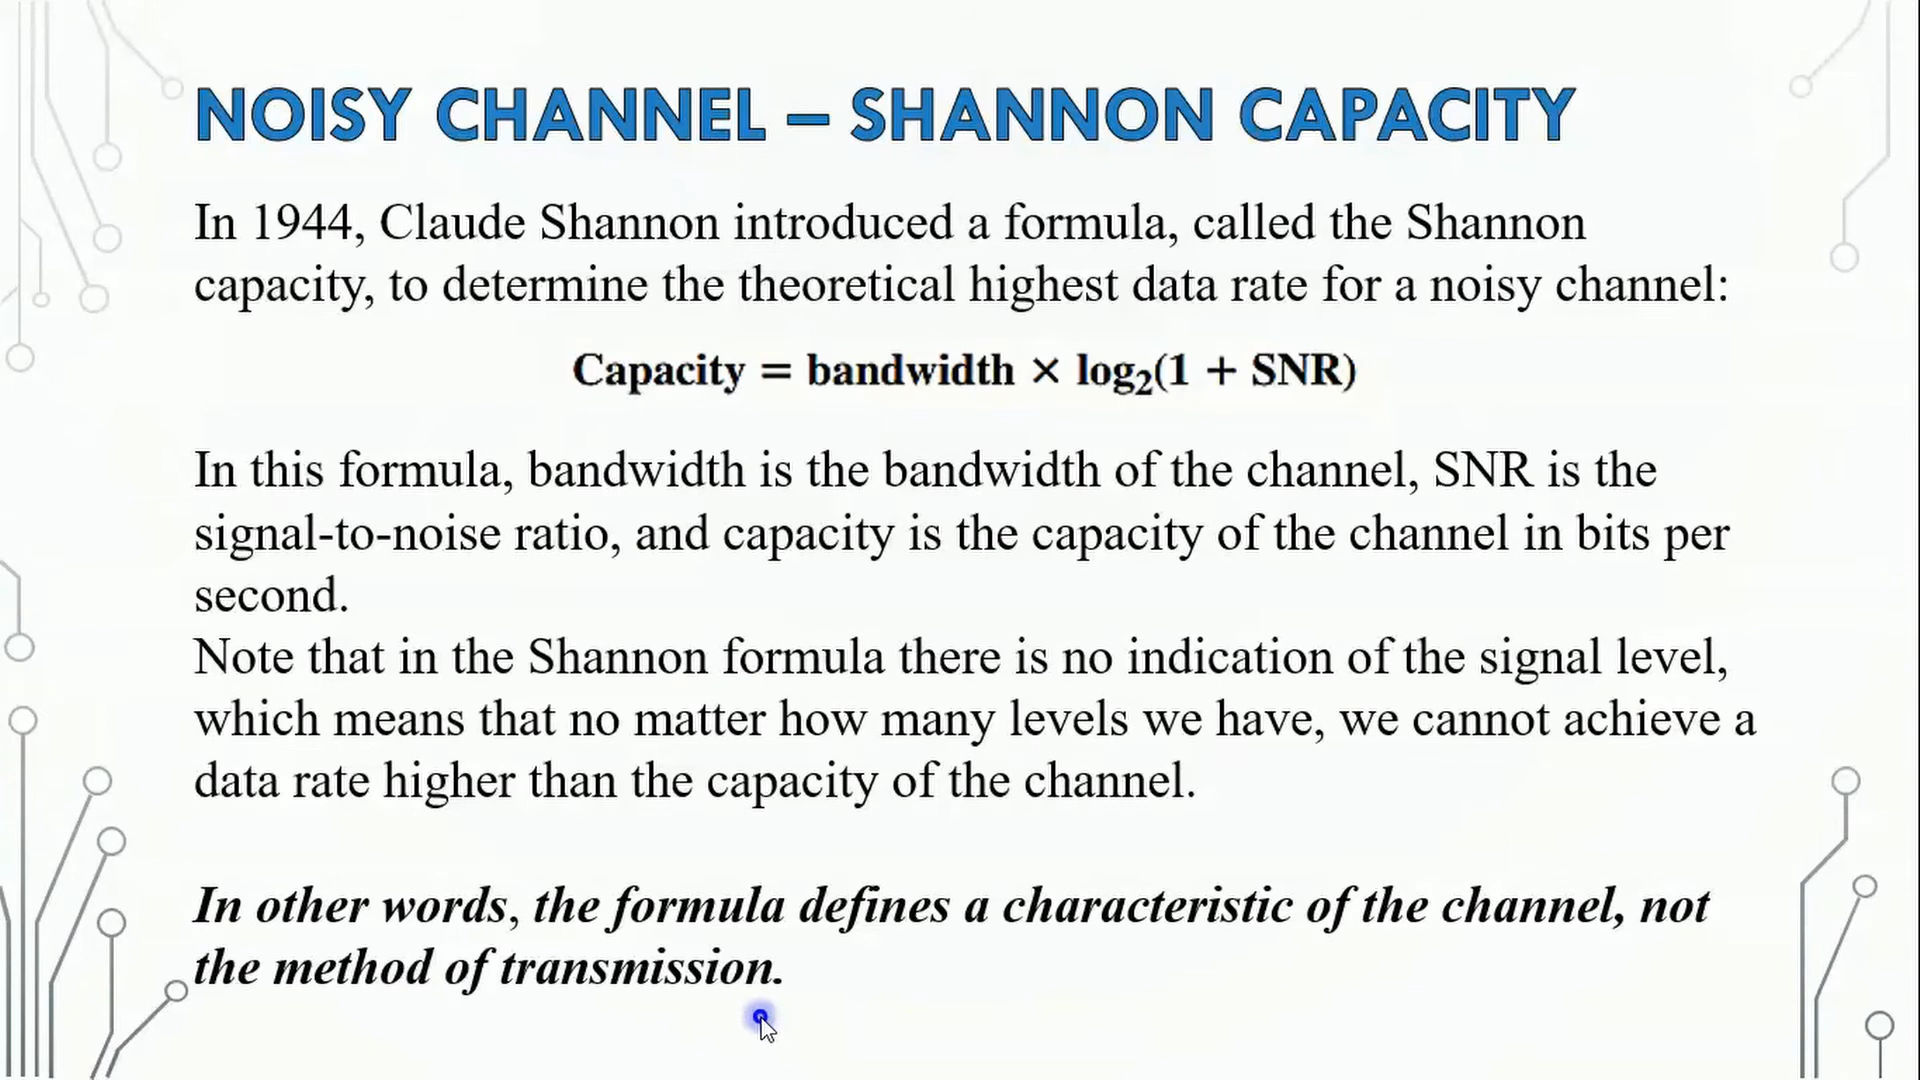 NOISY CHANNEL – SHANNON CAPACITY
In 1944, Claude Shannon introduced a formula, called the Shannon
capacity, to determine the theoretical highest data rate for a noisy channel:
Capacity = bandwidth × log₂(1 + SNR)
In this formula, bandwidth is the bandwidth of the channel, SNR is the
signal-to-noise ratio, and capacity is the capacity of the channel in bits per
second.
Note that in the Shannon formula there is no indication of the signal level,
which means that no matter how many levels we have, we cannot achieve a
data rate higher than the capacity of the channel.
In other words, the formula defines a characteristic of the channel, not
the method of transmission.